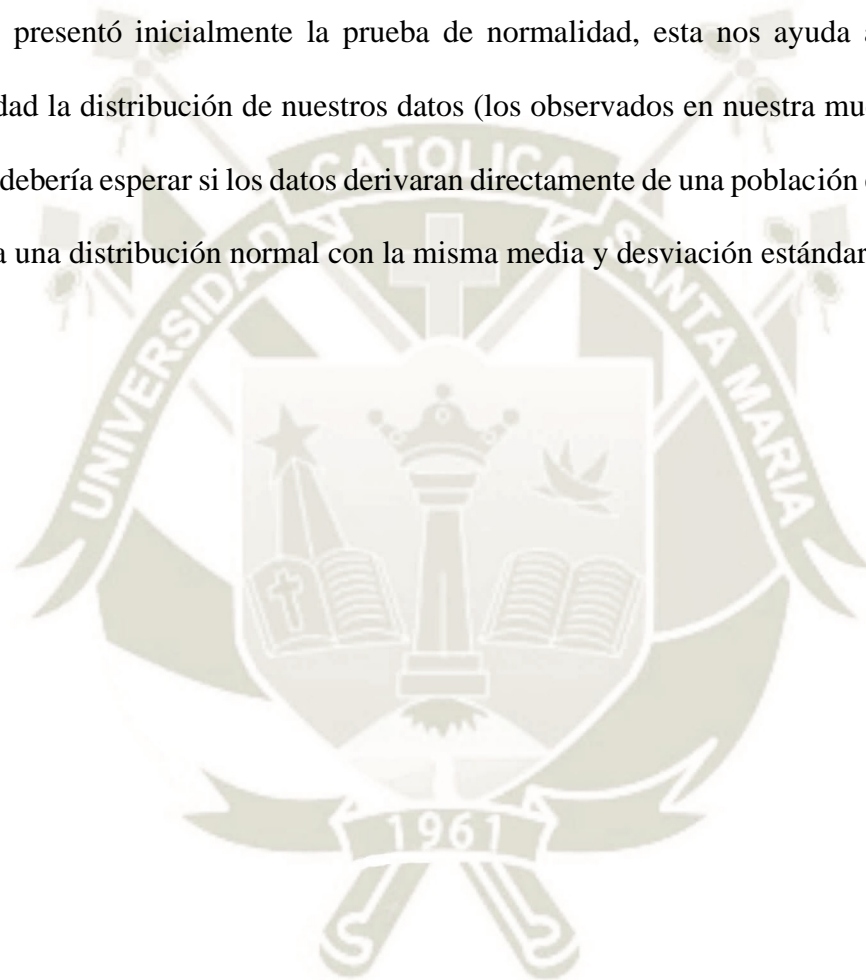 presentó inicialmente la prueba de normalidad, esta nos ayuda a
la distribución de nuestros datos (los observados en nuestra
debería esperar si los datos derivaran directamente de una población
una distribución normal con la misma media y desviación estándar
UNIVERSIDAD CATOLICA SANTA MARIA
1961